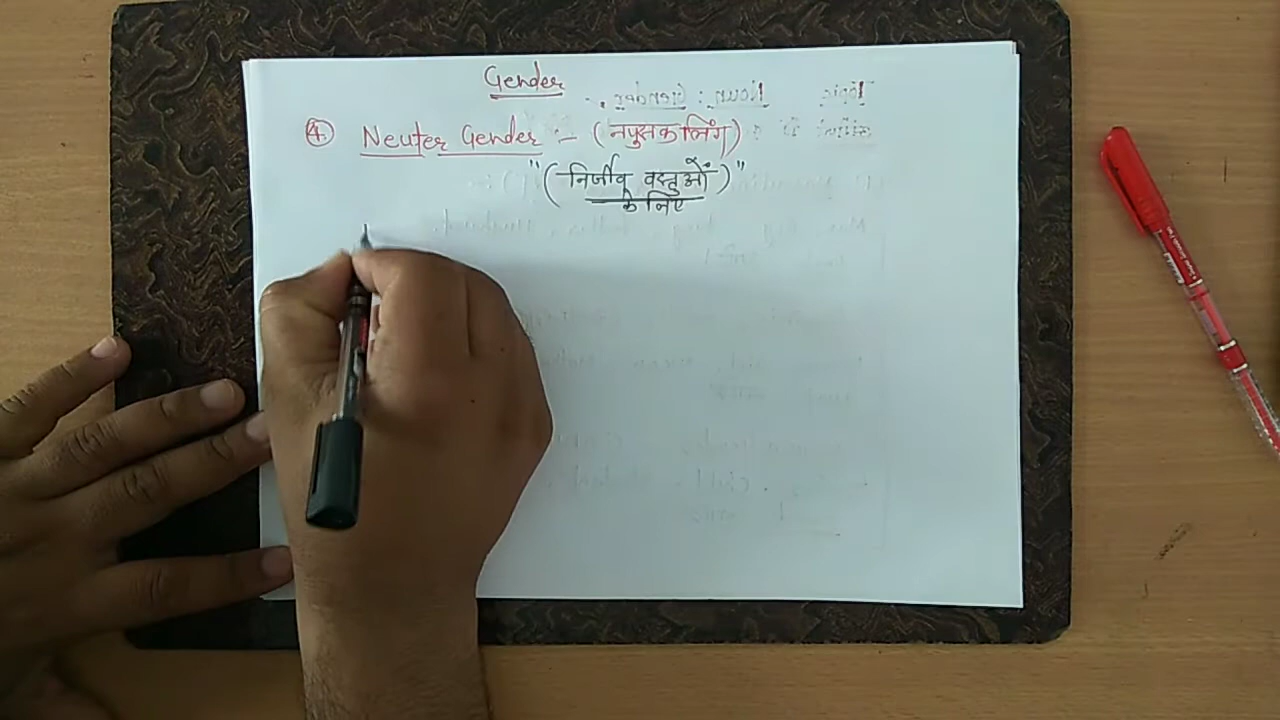 Gender
④ Neuter Gender :- (नपुसकलिंग)
"(निर्जीव वस्तुओं)"
के लिए